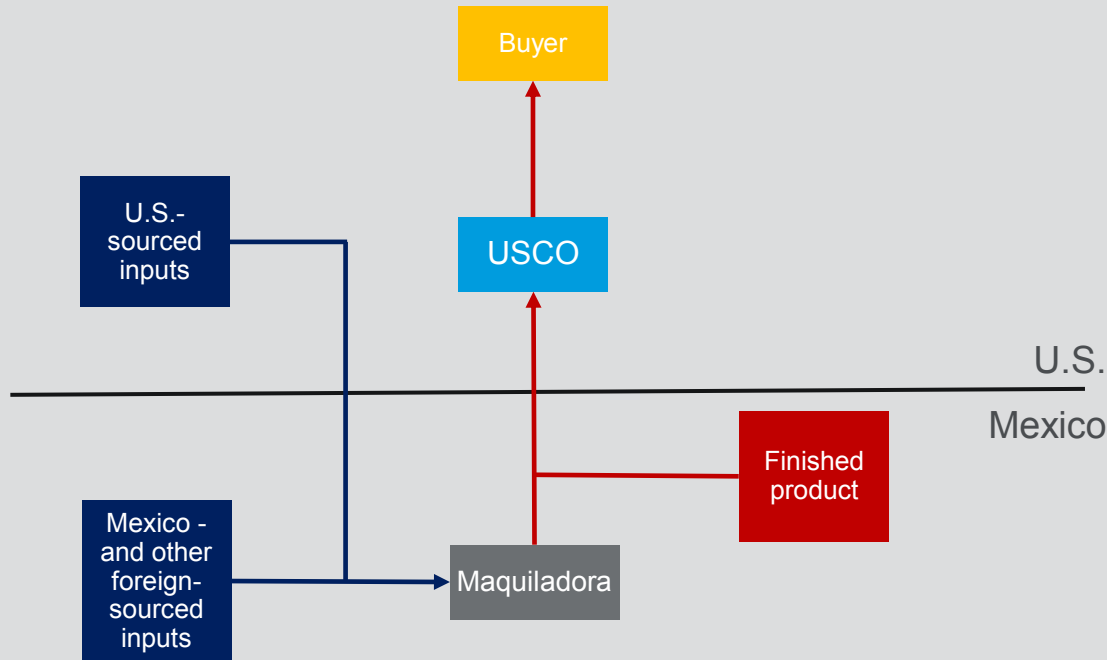 Buyer
U.S.-
sourced
inputs
USCO
U.S.
Mexico
Finished
product
Mexico -
and other
foreign-
sourced
inputs
Maquiladora